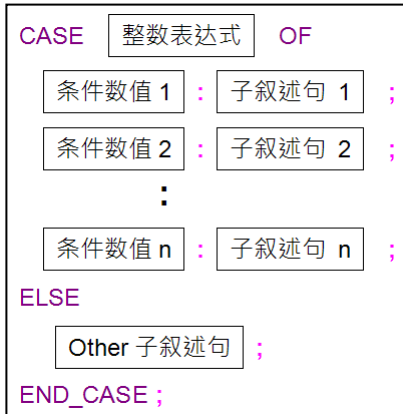 CASE 整数表达式 OF
条件数值 1 : 子叙述句 1 ;
条件数值 2 : 子叙述句 2 ;
:
条件数值 n : 子叙述句 n ;
ELSE
Other 子叙述句 ;
END_CASE ;